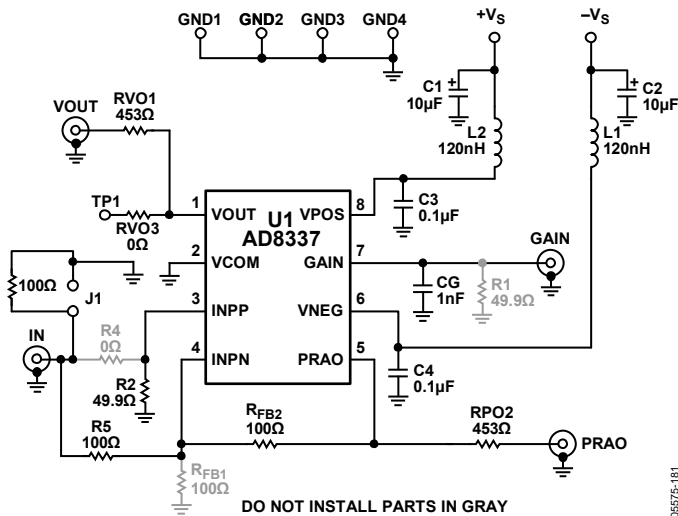 GND1 GND2 GND3 GND4
+VS
–VS
C1 +
10µF
+ C2
10µF
VOUT
RVO1
453Ω
L2
120nH
L1
120nH
TP1
RVO3
0Ω
C3
0.1µF
1 VOUT
U1
AD8337
VPOS 8
2 VCOM
GAIN 7
3 INPP
VNEG 6
4 INPN
PRAO 5
GAIN
CG
1nF
R1
49.9Ω
100Ω
J1
IN
R4
0Ω
R2
49.9Ω
C4
0.1µF
R5
100Ω
RFB2
100Ω
RPO2
453Ω
PRAO
RFB1
100Ω
DO NOT INSTALL PARTS IN GRAY
05575-181